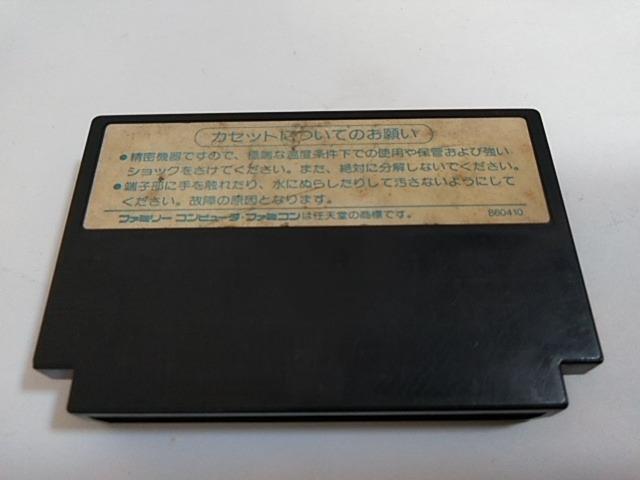 カセットについてのお願い
●精密機器ですので、極端な温度条件下での使用や保管および強い
ショックをさけてください。また、絶対に分解しないでください。
●端子部に手を触れたり、水にぬらしたりして汚さないようにして
ください。故障の原因となります。
ファミリーコンピュータ・ファミコンは任天堂の商標です。 860410